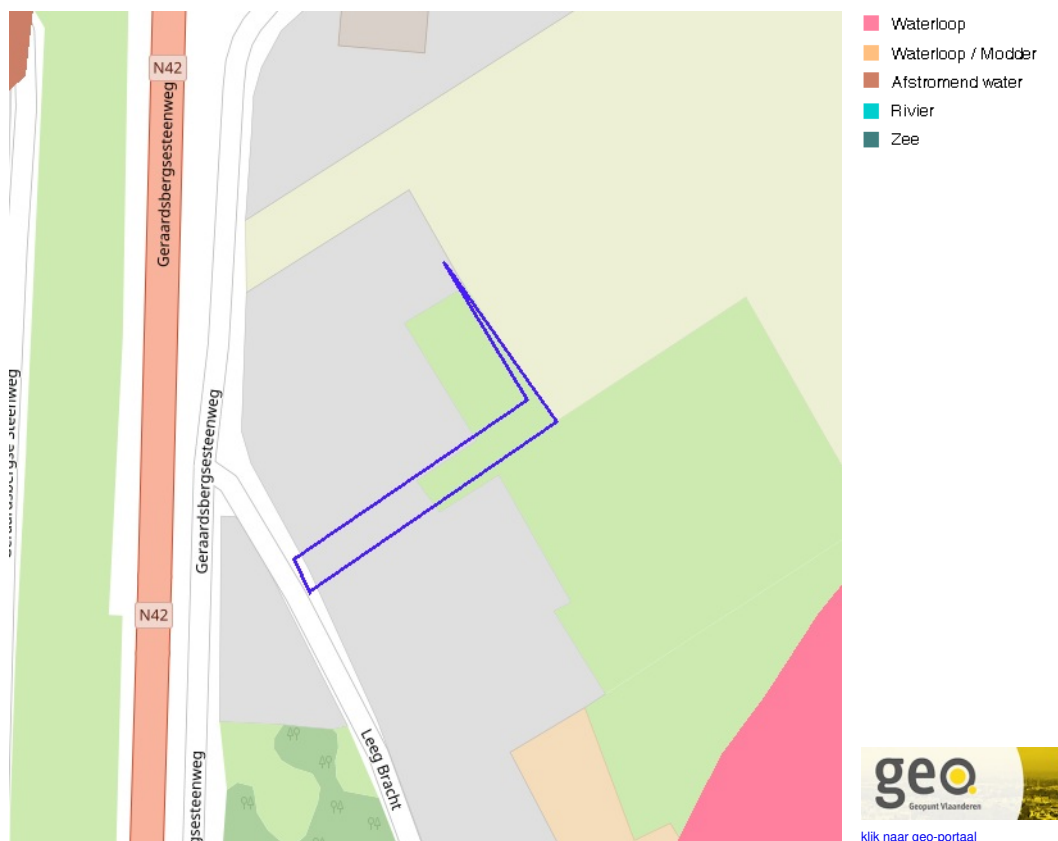 N42
Geraardsbergsesteenweg
Geraardsbergsesteenweg
N42
Leeg Bracht
sesteenweg
Waterloop
Waterloop / Modder
Afstromend water
Rivier
Zee
geo
Geopunt Vlaanderen
klik naar geo-portaal